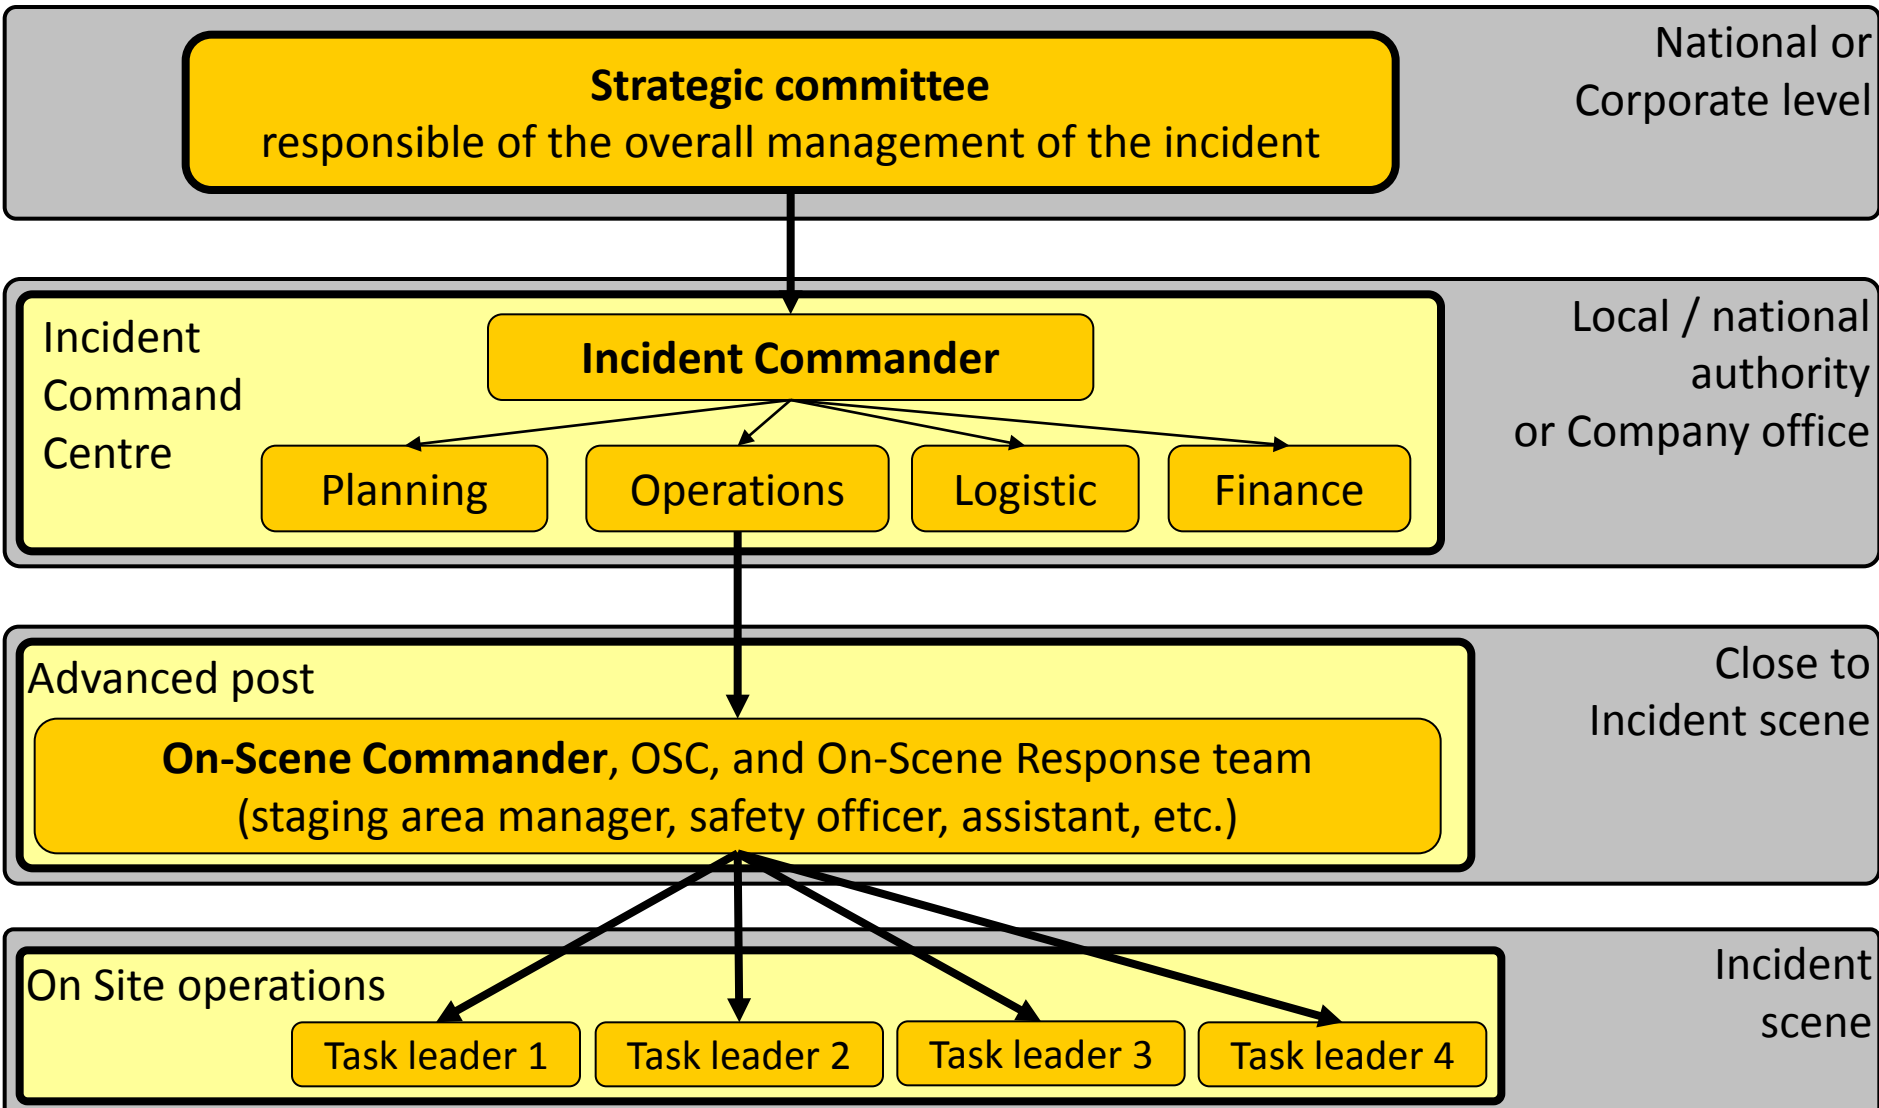 National or
Corporate level
Strategic committee
responsible of the overall management of the incident
Incident
Command
Centre
Incident Commander
Local / national
authority
or Company office
Planning
Operations
Logistic
Finance
Advanced post
Close to
Incident scene
On-Scene Commander, OSC, and On-Scene Response team
(staging area manager, safety officer, assistant, etc.)
On Site operations
Incident
scene
Task leader 1
Task leader 2
Task leader 3
Task leader 4